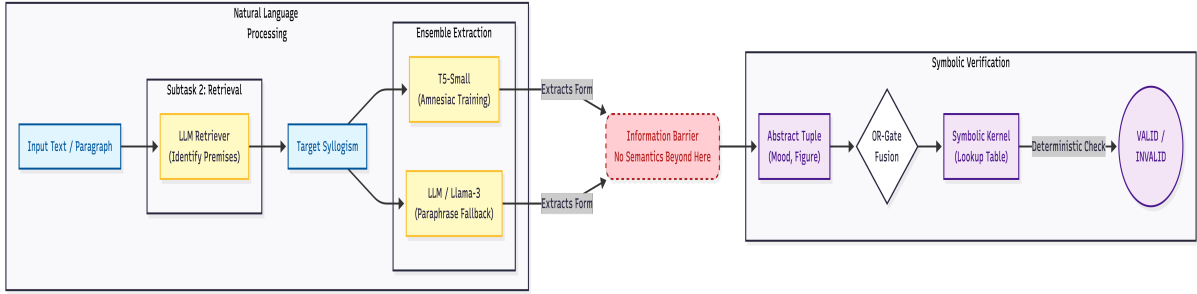 Natural Language
Processing
Subtask 2: Retrieval
Input Text / Paragraph
LLM Retriever
(Identify Premises)
Target Syllogism
Ensemble Extraction
T5-Small
(Amnesiac Training)
LLM / Llama-3
(Paraphrase Fallback)
Extracts Form
Extracts Form
Information Barrier
No Semantics Beyond Here
Symbolic Verification
Abstract Tuple
(Mood, Figure)
OR-Gate
Fusion
Symbolic Kernel
(Lookup Table)
Deterministic Check
VALID /
INVALID